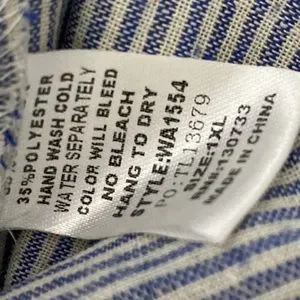 35%POLYESTER
HAND WASH COLD
WATER SEPARATELY
COLOR WILL BLEED
NO BLEACH
HANG TO DRY
STYLE:WA1554
PO:TL13679
SIZE:1XL
130733
MADE IN CHINA